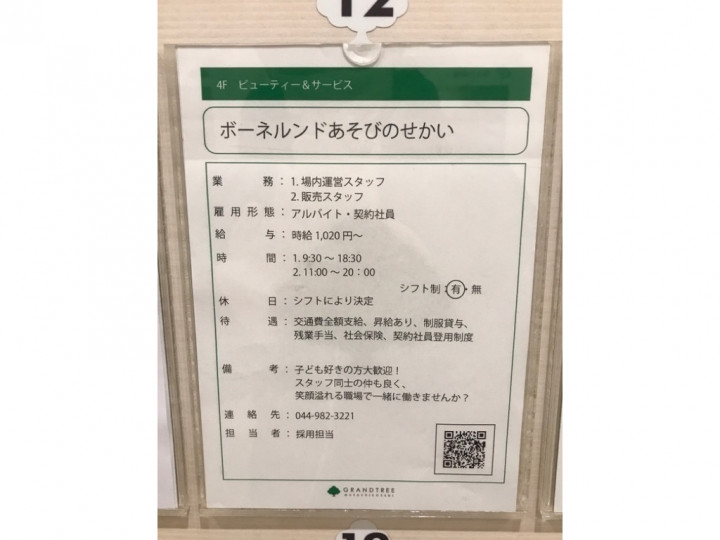 12
4F ビューティー＆サービス
ボーネルンドあそびのせかい
業務：1. 場内運営スタッフ
2. 販売スタッフ
雇用形態：アルバイト・契約社員
給与：時給 1,020 円～
時間：1. 9:30 ～ 18:30
2. 11:00 ～ 20：00
シフト制：有・無
休日：シフトにより決定
待遇：交通費全額支給、昇給あり、制服貸与、
残業手当、社会保険、契約社員登用制度
備考：子ども好きの方大歓迎！
スタッフ同士の仲も良く、
笑顔溢れる職場で一緒に働きませんか？
連絡先：044-982-3221
担当者：採用担当
GRANDTREE
MUSASHIKOSUGI